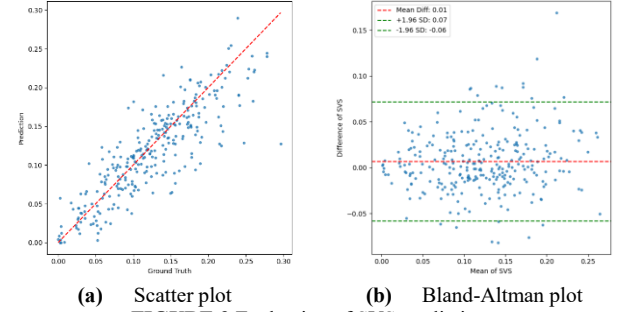 0.30
0.25
0.20
0.15
0.10
0.05
0.00
Prediction
0.00 0.05 0.10 0.15 0.20 0.25 0.30
Ground Truth
Mean Diff: 0.01
+1.96 SD: 0.07
-1.96 SD: -0.06
0.15
0.10
0.05
0.00
−0.05
Difference of SVS
0.00 0.05 0.10 0.15 0.20 0.25
Mean of SVS
(a) Scatter plot
(b) Bland-Altman plot